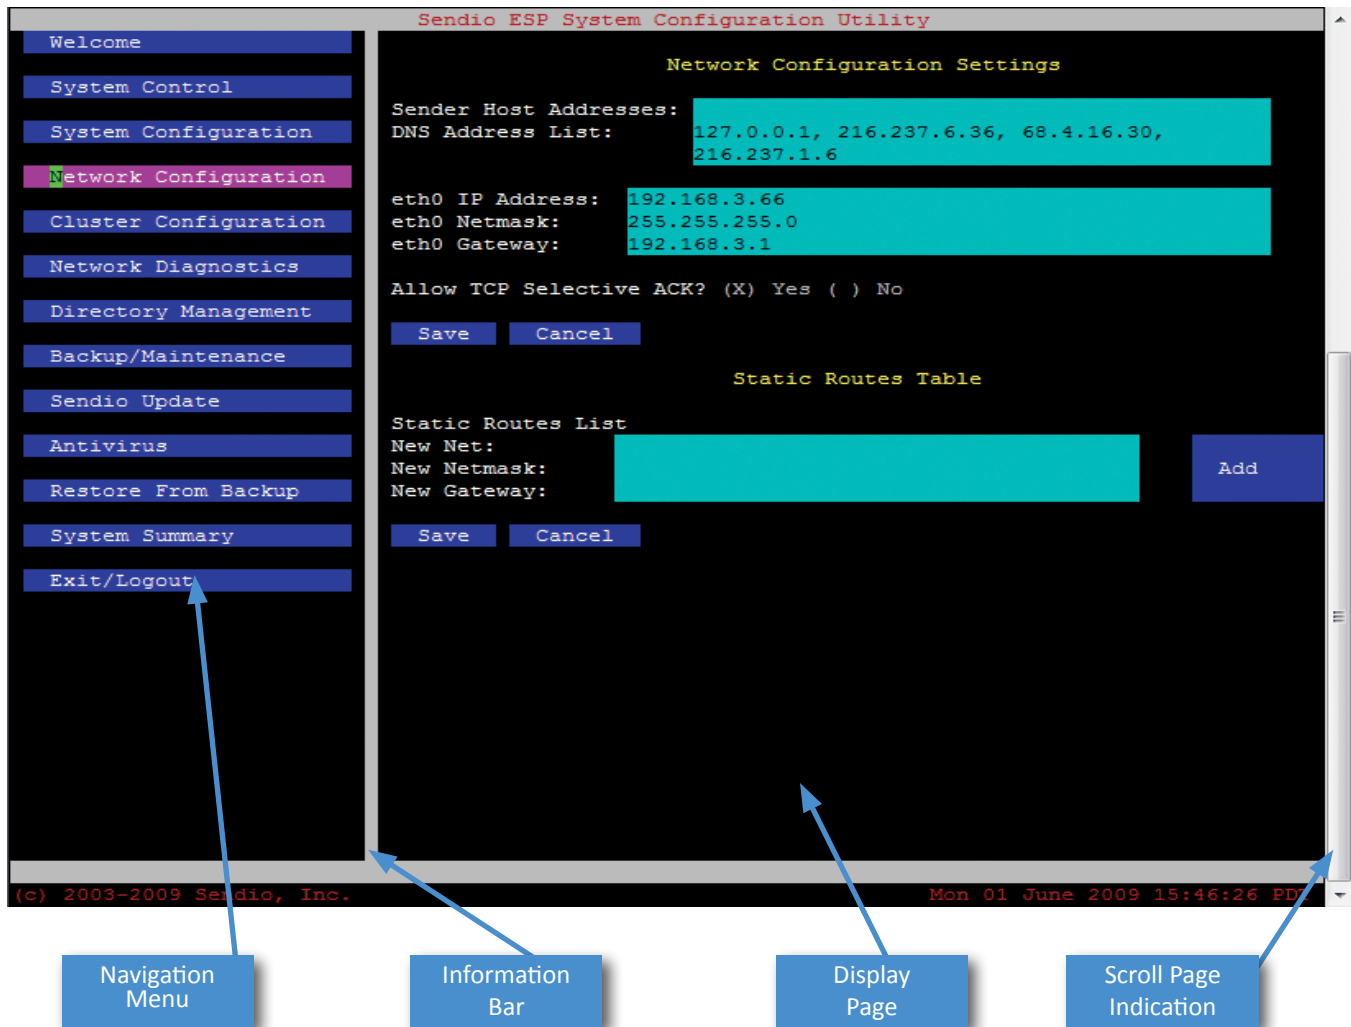 Sendio ESP System Configuration Utility
Welcome
System Control
System Configuration
Network Configuration
Cluster Configuration
Network Diagnostics
Directory Management
Backup/Maintenance
Sendio Update
Antivirus
Restore From Backup
System Summary
Exit/Logout
Network Configuration Settings
Sender Host Addresses:
DNS Address List: 127.0.0.1, 216.237.6.36, 68.4.16.30,
216.237.1.6
eth0 IP Address: 192.168.3.66
eth0 Netmask: 255.255.255.0
eth0 Gateway: 192.168.3.1
Allow TCP Selective ACK? (X) Yes ( ) No
Save Cancel
Static Routes Table
Static Routes List
New Net:
New Netmask: Add
New Gateway:
Save Cancel
(c) 2003-2009 Sendio, Inc. Mon 01 June 2009 15:46:26 PDT
Navigation
Menu
Information
Bar
Display
Page
Scroll Page
Indication